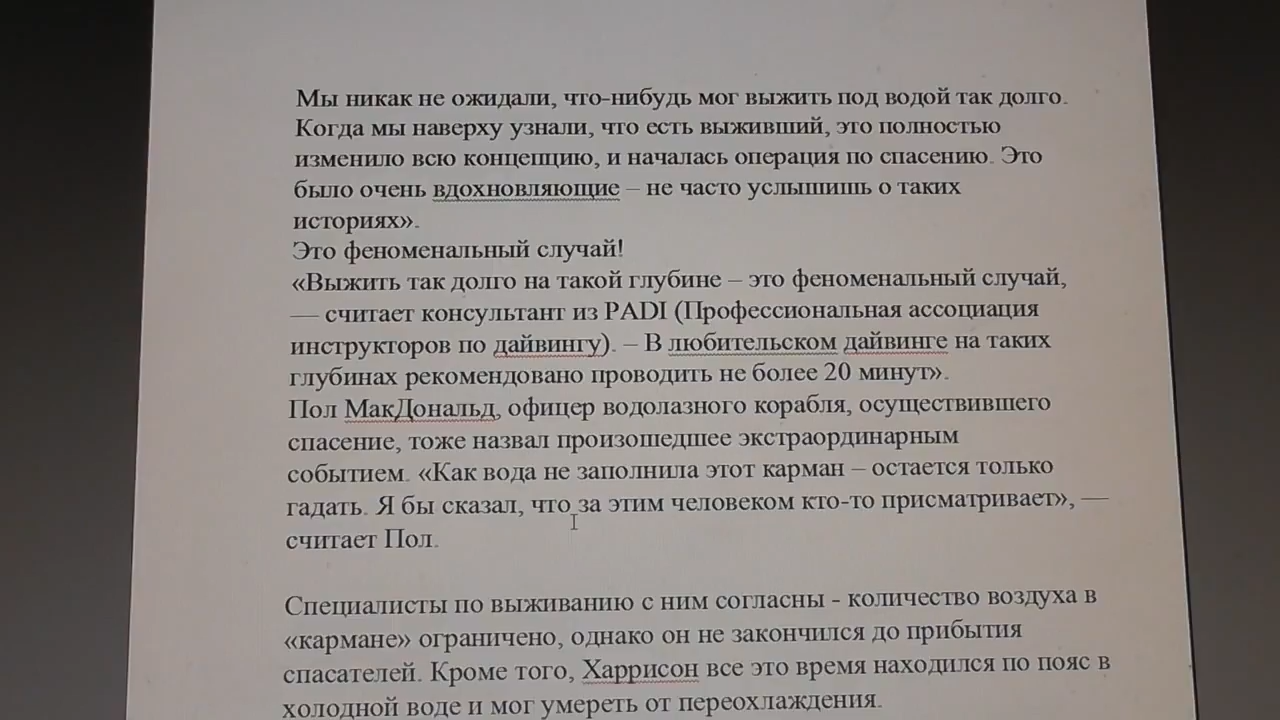 Мы никак не ожидали, что-нибудь мог выжить под водой так долго.
Когда мы наверху узнали, что есть выживший, это полностью
изменило всю концепцию, и началась операция по спасению. Это
было очень вдохновляющие – не часто услышишь о таких
историях».
Это феноменальный случай!
«Выжить так долго на такой глубине – это феноменальный случай,
— считает консультант из PADI (Профессиональная ассоциация
инструкторов по дайвингу). – В любительском дайвинге на таких
глубинах рекомендовано проводить не более 20 минут».
Пол МакДональд, офицер водолазного корабля, осуществившего
спасение, тоже назвал произошедшее экстраординарным
событием. «Как вода не заполнила этот карман – остается только
гадать. Я бы сказал, что за этим человеком кто-то присматривает», —
считает Пол.
Специалисты по выживанию с ним согласны - количество воздуха в
«кармане» ограничено, однако он не закончился до прибытия
спасателей. Кроме того, Харрисон все это время находился по пояс в
холодной воде и мог умереть от переохлаждения.